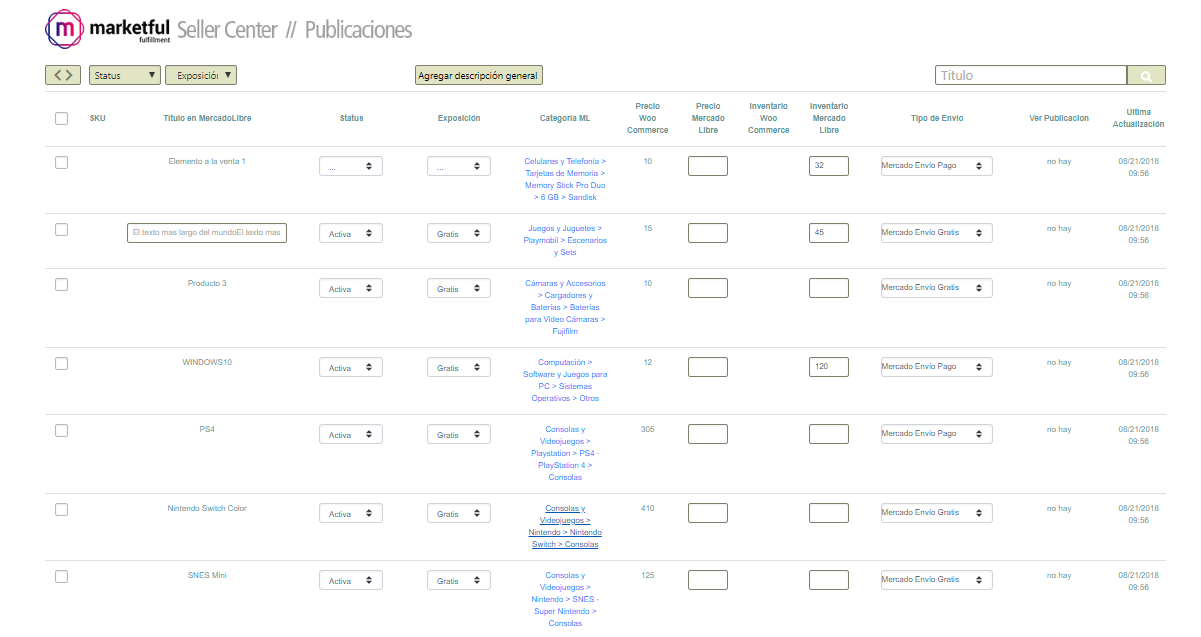 marketful
fulfillment
Seller Center // Publicaciones
Status ▼ Exposición ▼ Agregar descripción general Titulo
SKU Titulo en MercadoLibre Status Exposición Categoria ML Precio Woo Commerce Precio Mercado Libre Inventario Woo Commerce Inventario Mercado Libre Tipo de Envio Ver Publicacion Ultima Actualización
Elemento a la venta 1 ... ... Celulares y Telefonía > 10 32 Mercado Envío Pago no hay 08/21/2018
Tarjetas de Memoria > 09:56
Memory Stick Pro Duo
> 6 GB > Sandisk
El texto mas largo del mundoEl texto mas Activa Gratis Juegos y Juguetes > 15 45 Mercado Envío Gratis no hay 08/21/2018
Playmobil > Escenarios 09:56
y Sets
Producto 3 Activa Gratis Cámaras y Accesorios 10 Mercado Envío Gratis no hay 08/21/2018
> Cargadores y 09:56
Baterías > Baterías
para Video Cámaras >
Fujifilm
WINDOWS10 Activa Gratis Computación > 12 120 Mercado Envío Pago no hay 08/21/2018
Software y Juegos para 09:56
PC > Sistemas
Operativos > Otros
PS4 Activa Gratis Consolas y 305 Mercado Envío Pago no hay 08/21/2018
Videojuegos > 09:56
Playstation > PS4 -
PlayStation 4 >
Consolas
Nintendo Switch Color Activa Gratis Consolas y 410 Mercado Envío Gratis no hay 08/21/2018
Videojuegos > 09:56
Nintendo > Nintendo
Switch > Consolas
SNES Mini Activa Gratis Consolas y 125 Mercado Envío Gratis no hay 08/21/2018
Videojuegos > 09:56
Nintendo > SNES -
Super Nintendo >
Consolas